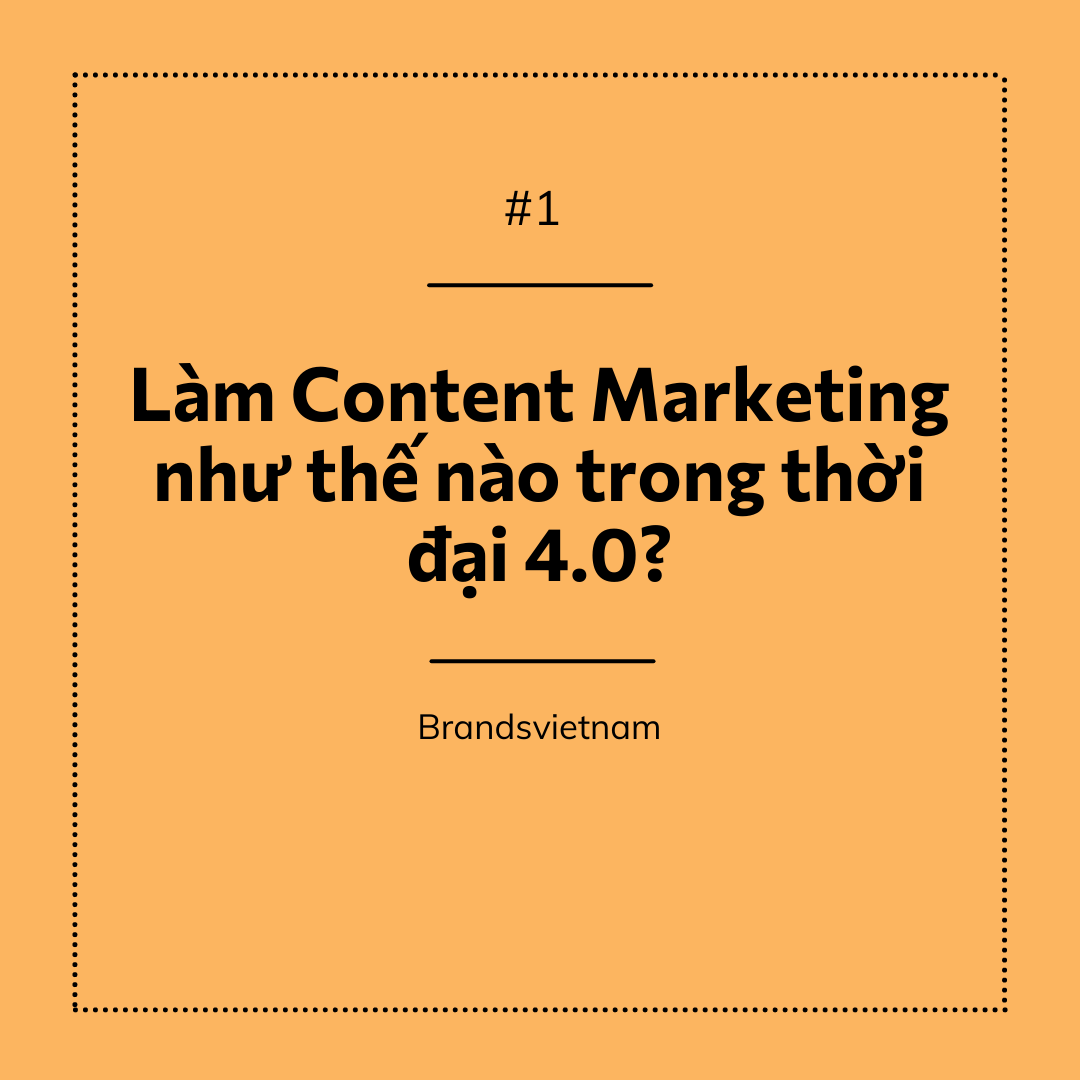 #1
Làm Content Marketing
như thế nào trong thời
đại 4.0?
Brandsvietnam